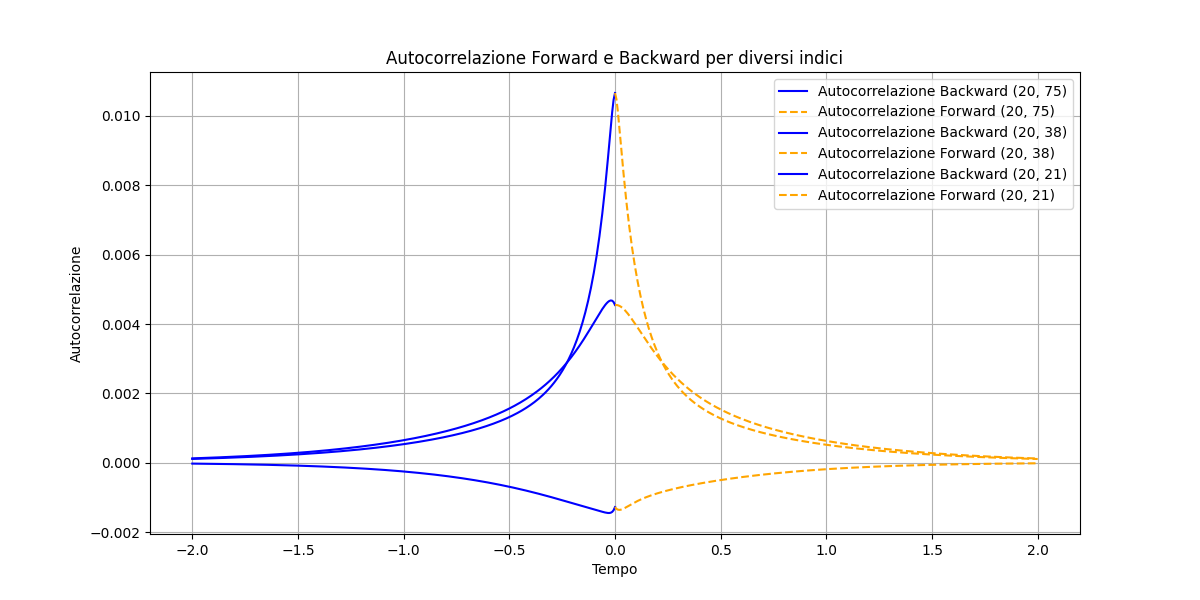 Autocorrelazione Forward e Backward per diversi indici
Autocorrelazione Backward (20, 75)
Autocorrelazione Forward (20, 75)
Autocorrelazione Backward (20, 38)
Autocorrelazione Forward (20, 38)
Autocorrelazione Backward (20, 21)
Autocorrelazione Forward (20, 21)
Autocorrelazione
0.010
0.008
0.006
0.004
0.002
0.000
−0.002
−2.0 −1.5 −1.0 −0.5 0.0 0.5 1.0 1.5 2.0
Tempo